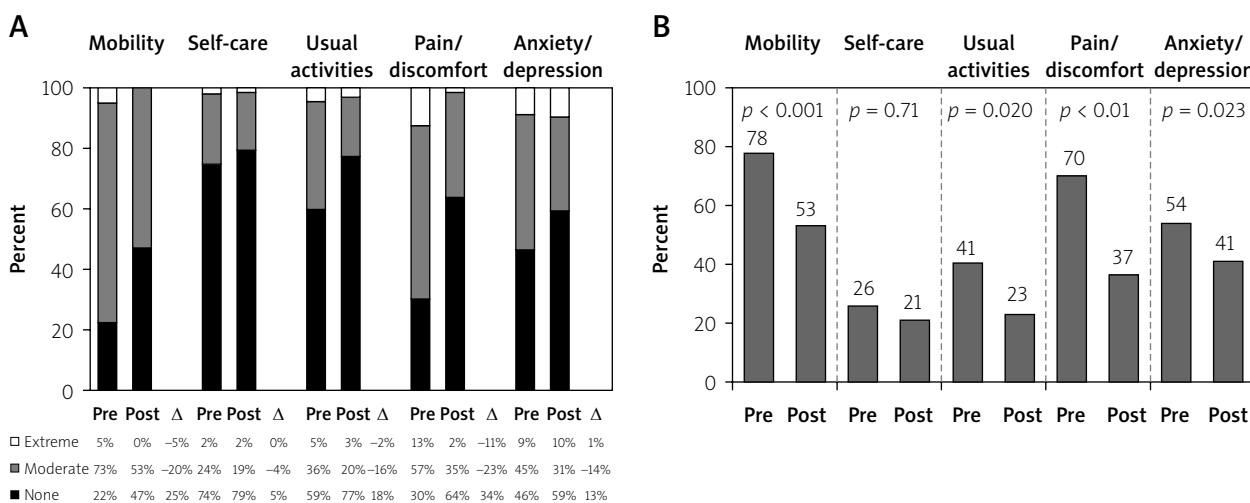 A
Mobility Self-care Usual activities Pain/ discomfort Anxiety/ depression
100
80
60
40
20
0
Percent
Pre Post Δ Pre Post Δ Pre Post Δ Pre Post Δ Pre Post Δ
Extreme 5% 0% –5% 2% 2% 0% 5% 3% –2% 13% 2% –11% 9% 10% 1%
Moderate 73% 53% –20% 24% 19% –4% 36% 20% –16% 57% 35% –23% 45% 31% –14%
None 22% 47% 25% 74% 79% 5% 59% 77% 18% 30% 64% 34% 46% 59% 13%
B
Mobility Self-care Usual activities Pain/ discomfort Anxiety/ depression
100
80
60
40
20
0
Percent
p < 0.001 p = 0.71 p = 0.020 p < 0.01 p = 0.023
78 53 26 21 41 23 70 37 54 41
Pre Post Pre Post Pre Post Pre Post Pre Post